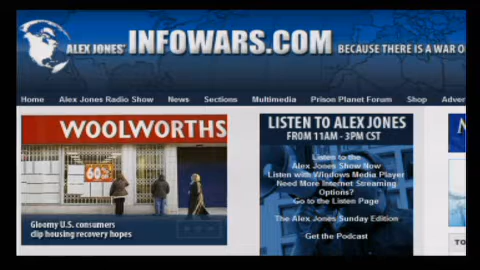 ALEX JONES' INFOWARS.COM BECAUSE THERE IS A WAR O
Home Alex Jones Radio Show News Sections Multimedia Prison Planet Forum Shop Adver
WOOLWORTHS
60%
Gloomy U.S. consumers
clip housing recovery hopes
LISTEN TO ALEX JONES
FROM 11AM - 3PM CST
Listen to the
Alex Jones Show Now
Listen with Windows Media Player
Need More Internet Streaming
Options?
Go to the Listen Page
The Alex Jones Sunday Edition
Get the Podcast
TO